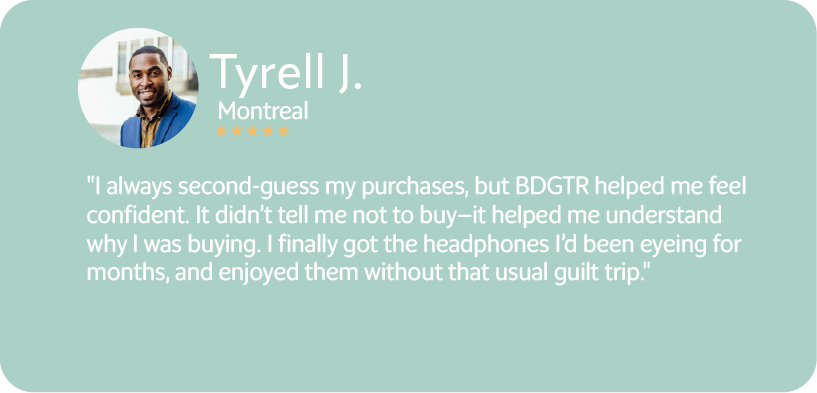 Tyrell J.
Montreal
"I always second-guess my purchases, but BDGTR helped me feel
confident. It didn’t tell me not to buy—it helped me understand
why I was buying. I finally got the headphones I’d been eyeing for
months, and enjoyed them without that usual guilt trip."